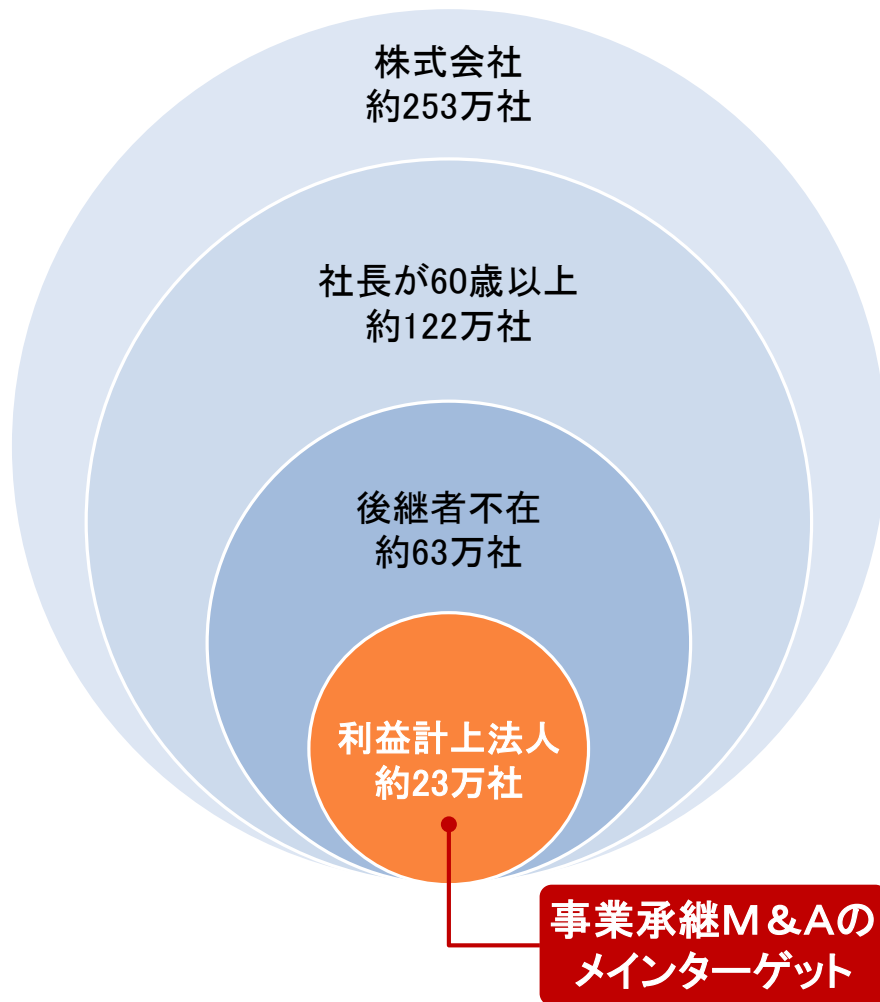 株式会社
約253万社
社長が60歳以上
約122万社
後継者不在
約63万社
利益計上法人
約23万社
事業承継M&Aの
メインターゲット